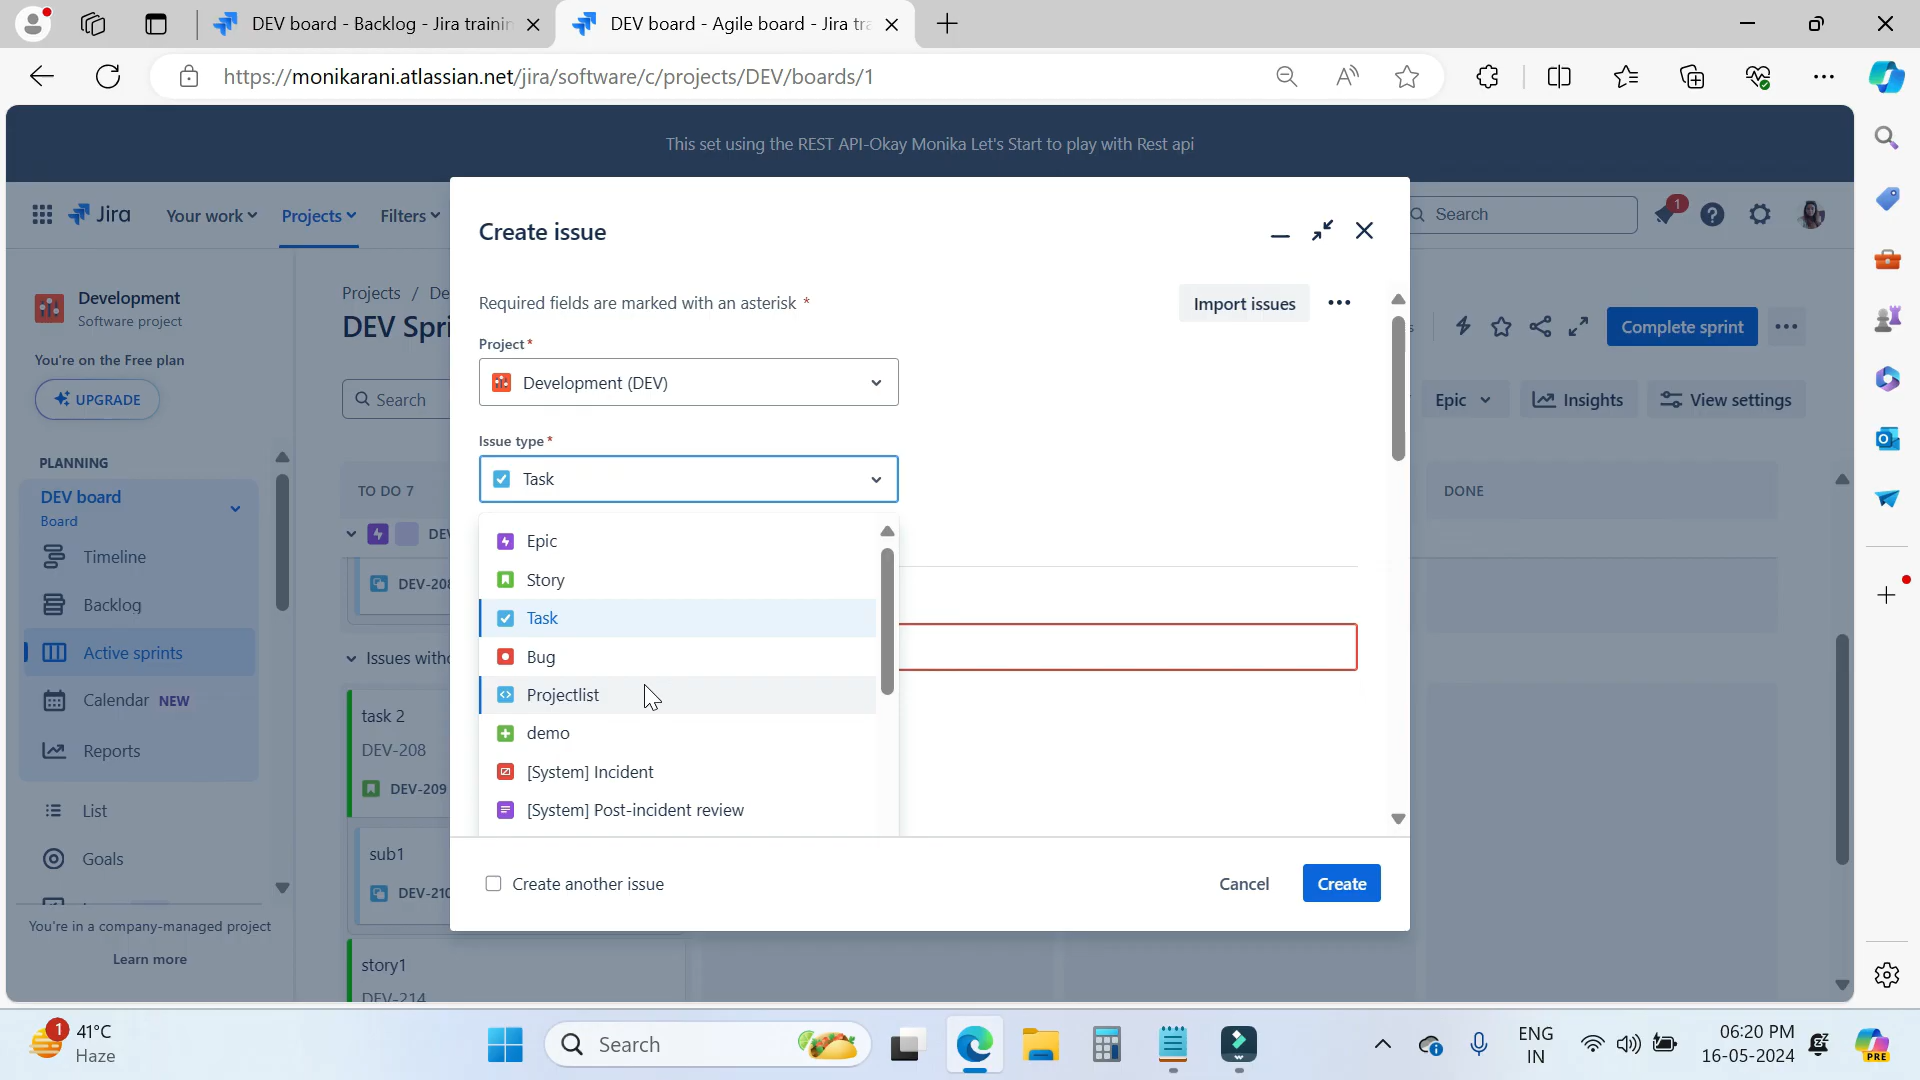 DEV board - Backlog - Jira trainin
DEV board - Agile board - Jira tra
https://monikarani.atlassian.net/jira/software/c/projects/DEV/boards/1
This set using the REST API-Okay Monika Let's Start to play with Rest api
Jira
Your work
Projects
Filters
Search
1
Development
Software project
You're on the Free plan
UPGRADE
PLANNING
DEV board
Board
Timeline
Backlog
Active sprints
Calendar NEW
Reports
List
Goals
You're in a company-managed project
Learn more
Projects / De
DEV Spri
Search
TO DO 7
DEV
DEV-208
Issues witho
task 2
DEV-208
DEV-209
sub1
DEV-210
story1
DEV-214
Create issue
Required fields are marked with an asterisk *
Import issues
Project *
Development (DEV)
Issue type *
Task
Epic
Story
Task
Bug
Projectlist
demo
[System] Incident
[System] Post-incident review
Create another issue
Cancel
Create
Complete sprint
Epic
Insights
View settings
DONE
1
41°C
Haze
Search
ENG
IN
06:20 PM
16-05-2024
PRE